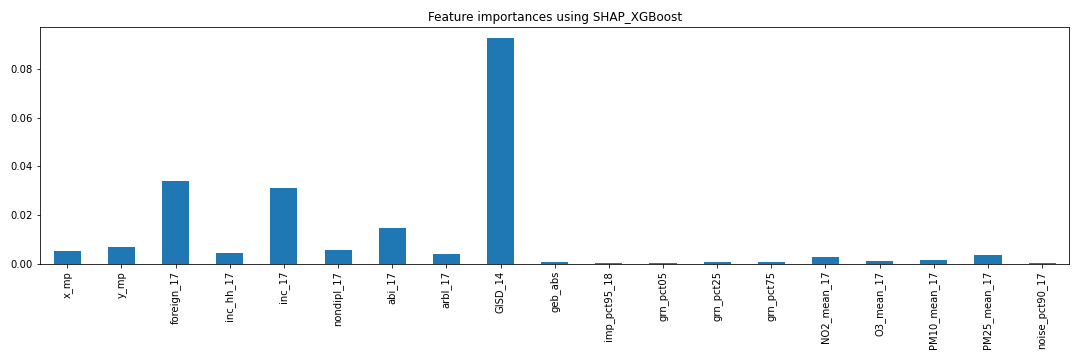 Feature importances using SHAP_XGBoost
0.08
0.06
0.04
0.02
0.00
x_mp
y_mp
foreign_17
inc_hh_17
inc_17
nondipl_17
abi_17
arbl_17
GISD_14
geb_abs
imp_pct95_18
grn_pct05
grn_pct25
grn_pct75
NO2_mean_17
O3_mean_17
PM10_mean_17
PM25_mean_17
noise_pct90_17